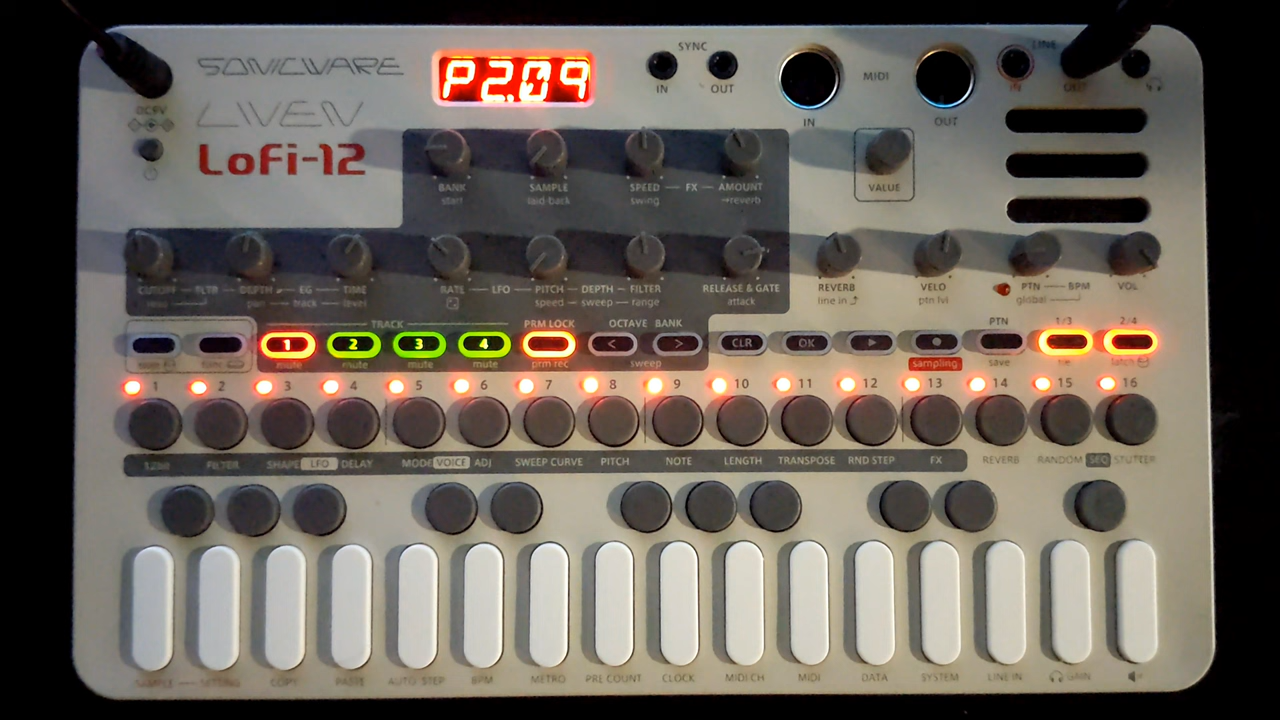 SONICWARE
P2.09
SYNC
IN OUT
MIDI
IN OUT
LINE
IN OUT
DC9V
LIVEN
LoFi-12
BANK SAMPLE SPEED FX AMOUNT VALUE
start laid-back swing →reverb
CUTOFF FLTR DEPTH EG TIME RATE LFO PITCH DEPTH FILTER RELEASE & GATE REVERB VELO PTN BPM VOL
pan track level speed sweep range attack line in ptn lvl global
TRACK PRM LOCK OCTAVE BANK PTN 1/3 2/4
1 2 3 4 < > CLR OK
mute mute mute mute prm rec sweep sampling save tie latch
1 2 3 4 5 6 7 8 9 10 11 12 13 14 15 16
12Bit FILTER SHAPE LFO DELAY MODE VOICE ADJ SWEEP CURVE PITCH NOTE LENGTH TRANSPOSE RND STEP FX REVERB RANDOM SEQ STUTTER
SAMPLE SETTING COPY PASTE AUTO STEP BPM METRO PRE COUNT CLOCK MIDI CH MIDI DATA SYSTEM LINE IN GAIN